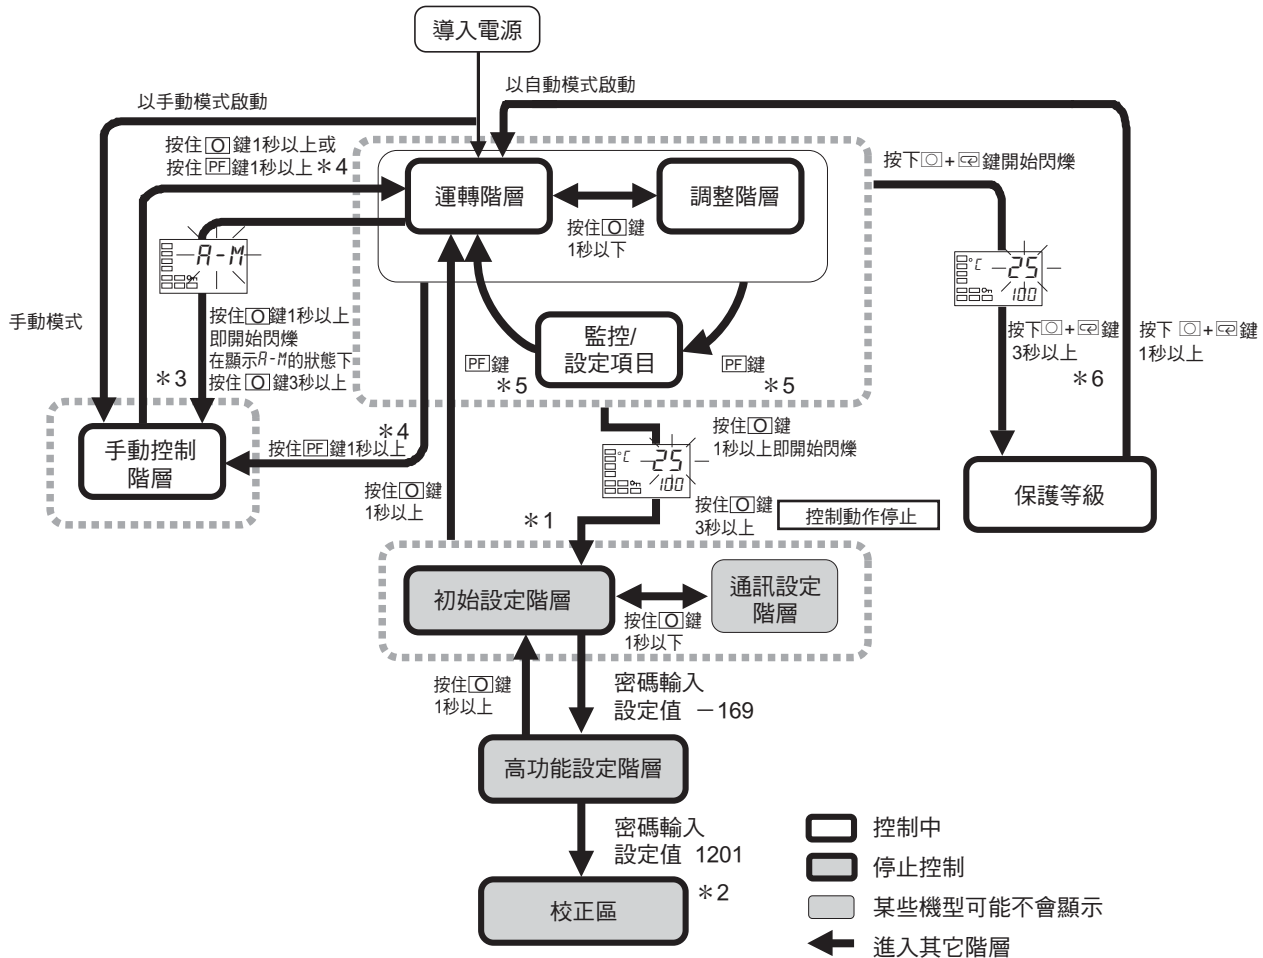 導入電源
以手動模式啟動
以自動模式啟動
按住O鍵1秒以上或
按住PF鍵1秒以上＊4
運轉階層
調整階層
按住O鍵
1秒以下
按下○+鍵開始閃爍
A-M
°C
25
100
手動模式
按住O鍵1秒以上
即開始閃爍
在顯示A-M的狀態下
按住O鍵3秒以上
＊3
監控/
設定項目
PF鍵
＊5
PF鍵
＊5
按下○+鍵
3秒以上
＊6
按下 ○+鍵
1秒以上
手動控制
階層
＊4
按住PF鍵1秒以上
按住O鍵
1秒以上即開始閃爍
°C
25
100
保護等級
按住O鍵
1秒以上
＊1
按住O鍵
3秒以上
控制動作停止
初始設定階層
通訊設定
階層
按住O鍵
1秒以下
按住O鍵
1秒以上
密碼輸入
設定值 －169
高功能設定階層
密碼輸入
設定值 1201
校正區
＊2
控制中
停止控制
某些機型可能不會顯示
進入其它階層